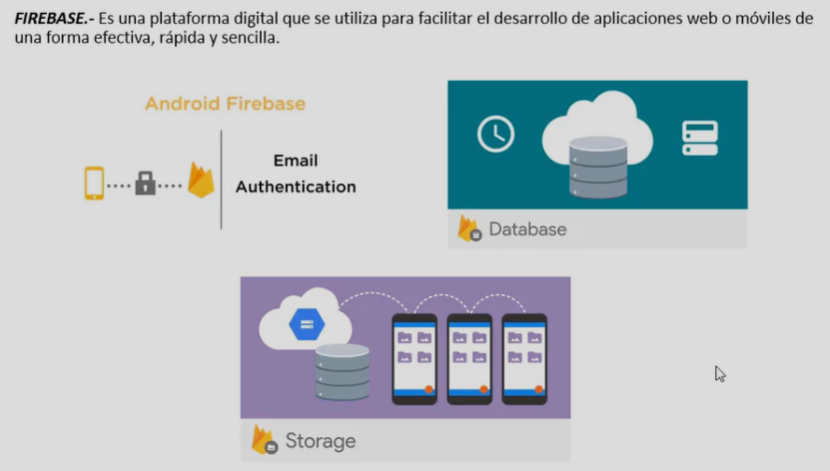 FIREBASE.- Es una plataforma digital que se utiliza para facilitar el desarrollo de aplicaciones web o móviles de
una forma efectiva, rápida y sencilla.
Android Firebase
Email
Authentication
Database
Storage